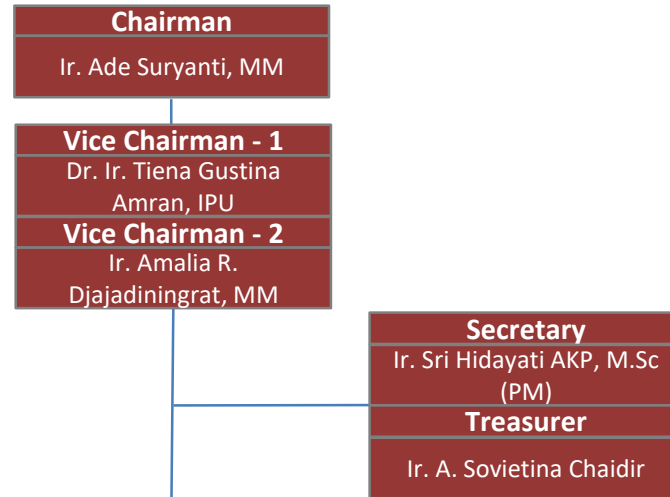 Chairman
Ir. Ade Suryanti, MM
Vice Chairman - 1
Dr. Ir. Tiena Gustina
Amran, IPU
Vice Chairman - 2
Ir. Amalia R.
Djajadiningrat, MM
Secretary
Ir. Sri Hidayati AKP, M.Sc
(PM)
Treasurer
Ir. A. Sovietina Chaidir